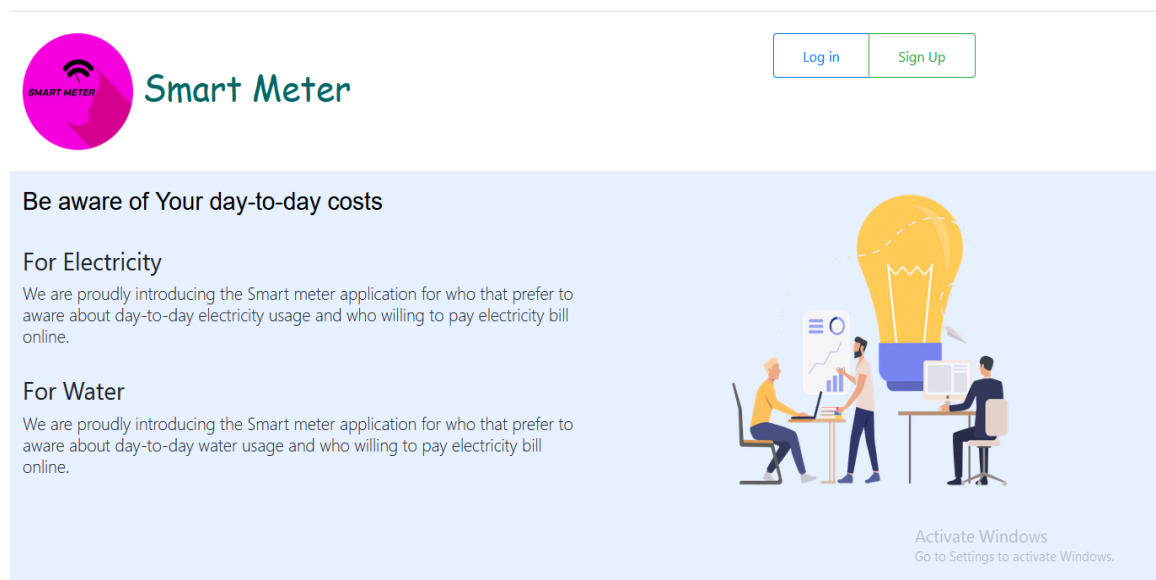 SMART METER
Smart Meter
Log in
Sign Up
Be aware of Your day-to-day costs
For Electricity
We are proudly introducing the Smart meter application for who that prefer to
aware about day-to-day electricity usage and who willing to pay electricity bill
online.
For Water
We are proudly introducing the Smart meter application for who that prefer to
aware about day-to-day water usage and who willing to pay electricity bill
online.
Activate Windows
Go to Settings to activate Windows.